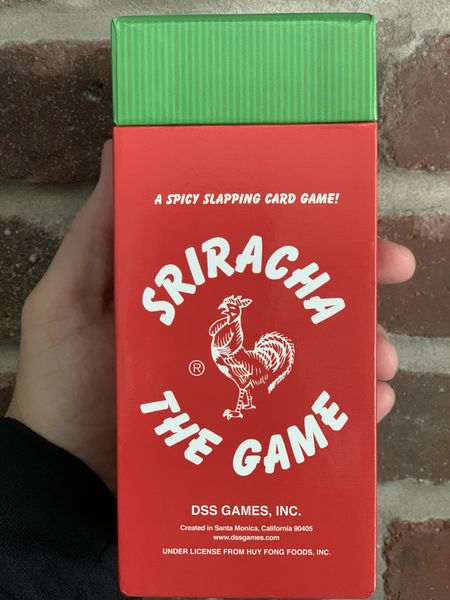 A SPICY SLAPPING CARD GAME!
SRIRACHA
®
THE GAME
DSS GAMES, INC.
Created in Santa Monica, California 90405
www.dssgames.com
UNDER LICENSE FROM HUY FONG FOODS, INC.